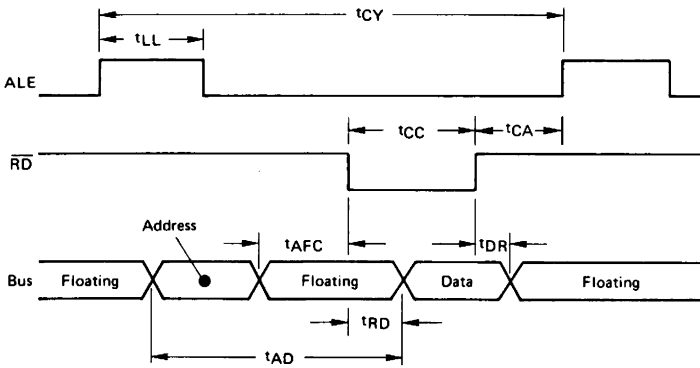 tCY
tLL
ALE
tCC
tCA
RD
Address
tAFC
tDR
Bus
Floating
Floating
Data
Floating
tRD
tAD